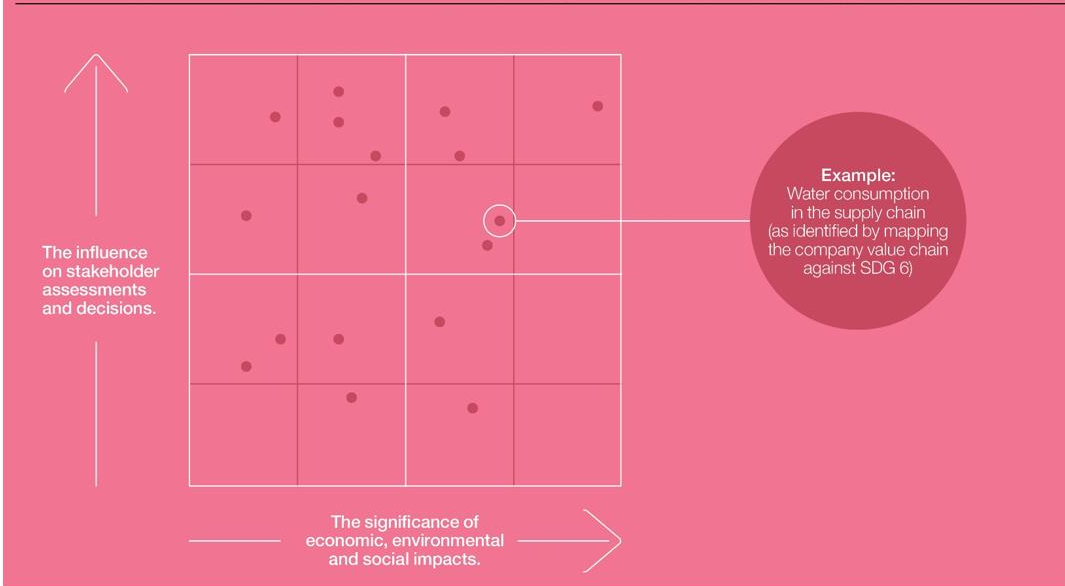 The influence
on stakeholder
assessments
and decisions.
Example:
Water consumption
in the supply chain
(as identified by mapping
the company value chain
against SDG 6)
The significance of
economic, environmental
and social impacts.